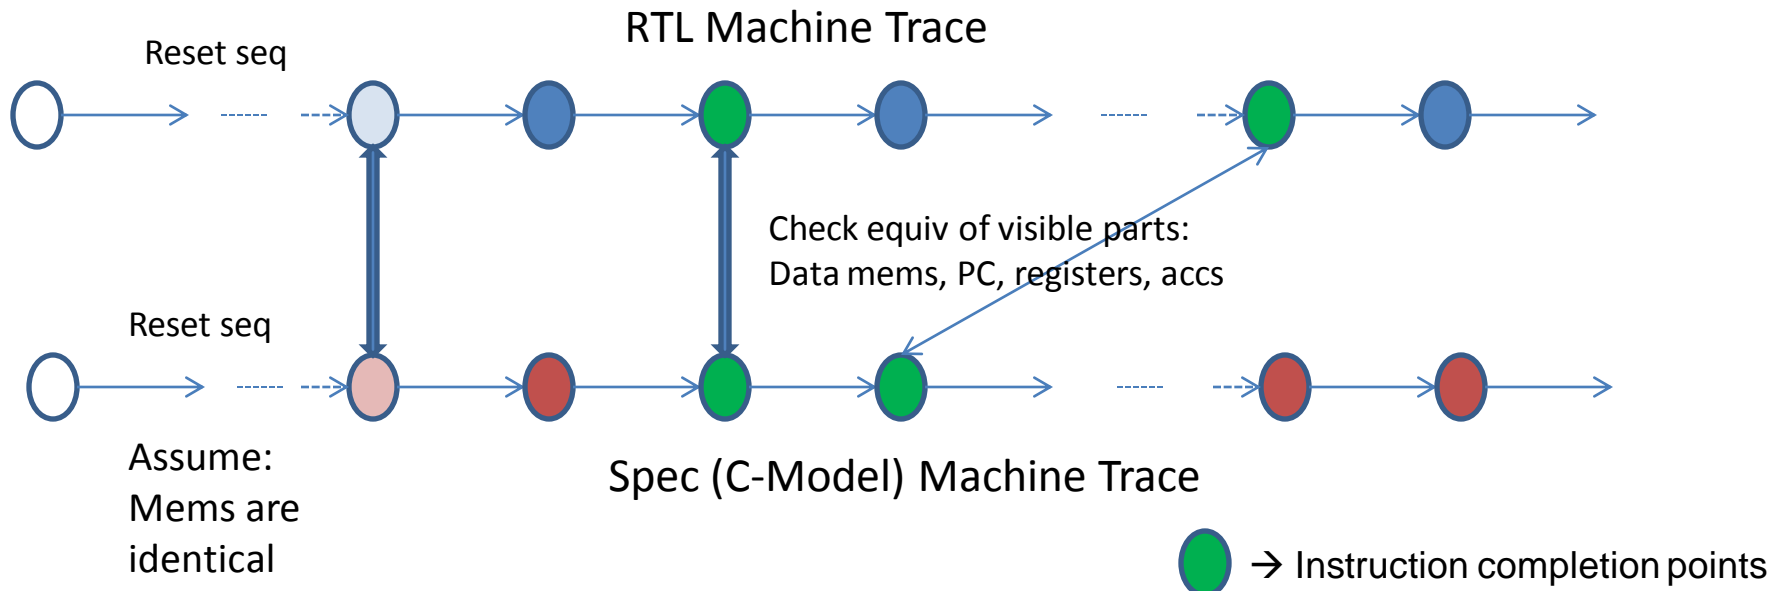 RTL Machine Trace
Reset seq
Check equiv of visible parts:
Data mems, PC, registers, accs
Reset seq
Assume:
Mems are
identical
Spec (C-Model) Machine Trace
→ Instruction completion points